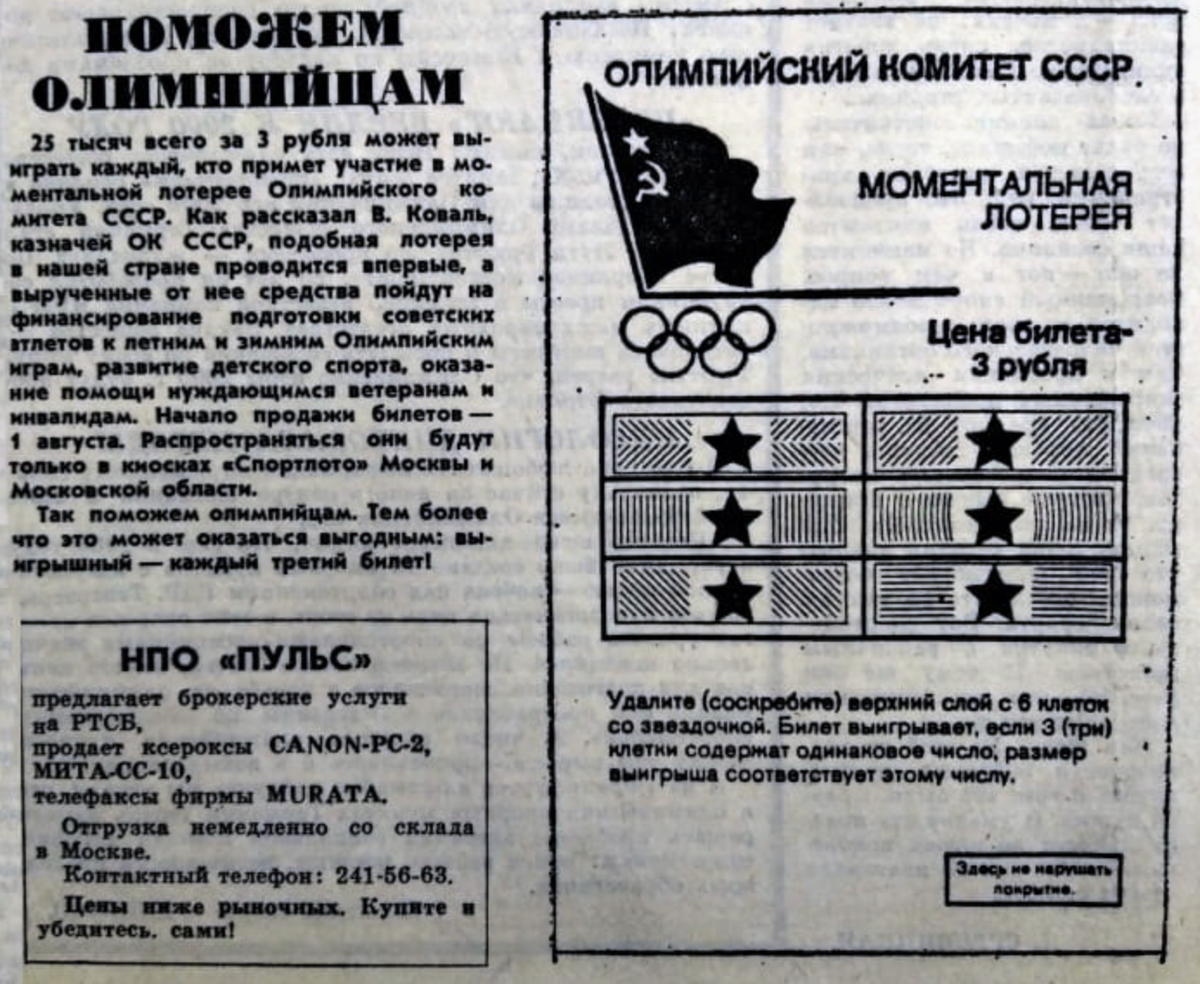 ПОМОЖЕМ
ОЛИМПИЙЦАМ
25 тысяч всего за 3 рубля может вы-
играть каждый, кто примет участие в мо-
ментальной лотерее Олимпийского ко-
митета СССР. Как рассказал В. Коваль,
казначей ОК СССР, подобная лотерея
в нашей стране проводится впервые, а
вырученные от нее средства пойдут на
финансирование подготовки советских
атлетов к летним и зимним Олимпийским
играм, развитие детского спорта, оказа-
ние помощи нуждающимся ветеранам и
инвалидам. Начало продажи билетов —
1 августа. Распространяться они будут
только в киосках «Спортлото» Москвы и
Московской области.
Так поможем олимпийцам. Тем более
что это может оказаться выгодным: вы-
игрышный — каждый третий билет!
НПО «ПУЛЬС»
предлагает брокерские услуги
на РТСБ,
продает ксероксы CANON-PC-2,
МИТА-СС-10,
телефаксы фирмы MURATA.
Отгрузка немедленно со склада
в Москве.
Контактный телефон: 241-56-63.
Цены ниже рыночных. Купите и
убедитесь. сами!
ОЛИМПИЙСКИЙ КОМИТЕТ СССР
МОМЕНТАЛЬНАЯ
ЛОТЕРЕЯ
Цена билета-
3 рубля
Удалите (соскребите) верхний слой с 6 клеток
со звездочкой. Билет выигрывает, если 3 (три)
клетки содержат одинаковое число; размер
выигрыша соответствует этому числу.
Здесь не нарушать
покрытие.